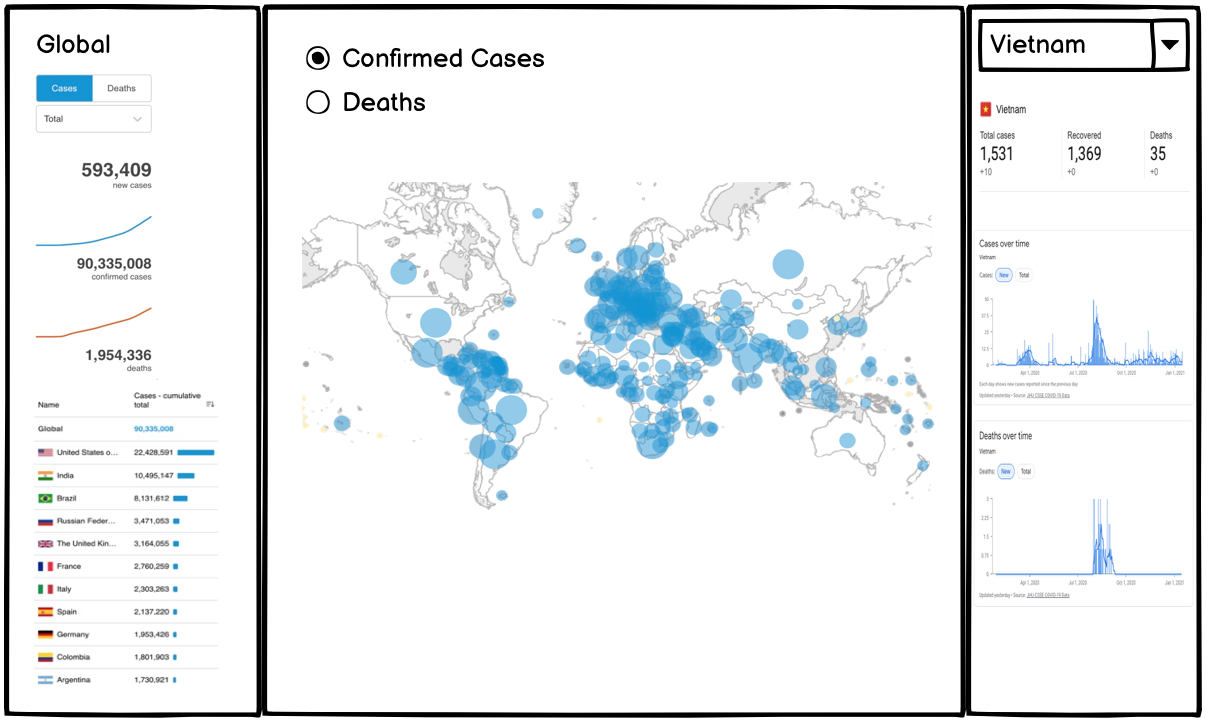 Global
Cases Deaths
Total
593,409
new cases
90,335,008
confirmed cases
1,954,336
deaths
Name Cases - cumulative total
Global 90,335,008
United States o... 22,428,591
India 10,495,147
Brazil 8,131,612
Russian Feder... 3,471,053
The United Kin... 3,164,055
France 2,760,259
Italy 2,303,263
Spain 2,137,220
Germany 1,953,426
Colombia 1,801,903
Argentina 1,730,921
Confirmed Cases
Deaths
Vietnam
Vietnam
Total cases Recovered Deaths
1,531 1,369 35
+10 +0 +0
Cases over time
Vietnam
Cases: New Total
50
37.5
25
12.5
0
Apr 1, 2020 Jul 1, 2020 Oct 1, 2020 Jan 1, 2021
Each day shows new cases reported since the previous day
Updated yesterday • Source: JHU CSSE COVID-19 Data
Deaths over time
Vietnam
Deaths: New Total
3
2.25
1.5
0.75
0
Apr 1, 2020 Jul 1, 2020 Oct 1, 2020 Jan 1, 2021
Updated yesterday • Source: JHU CSSE COVID-19 Data